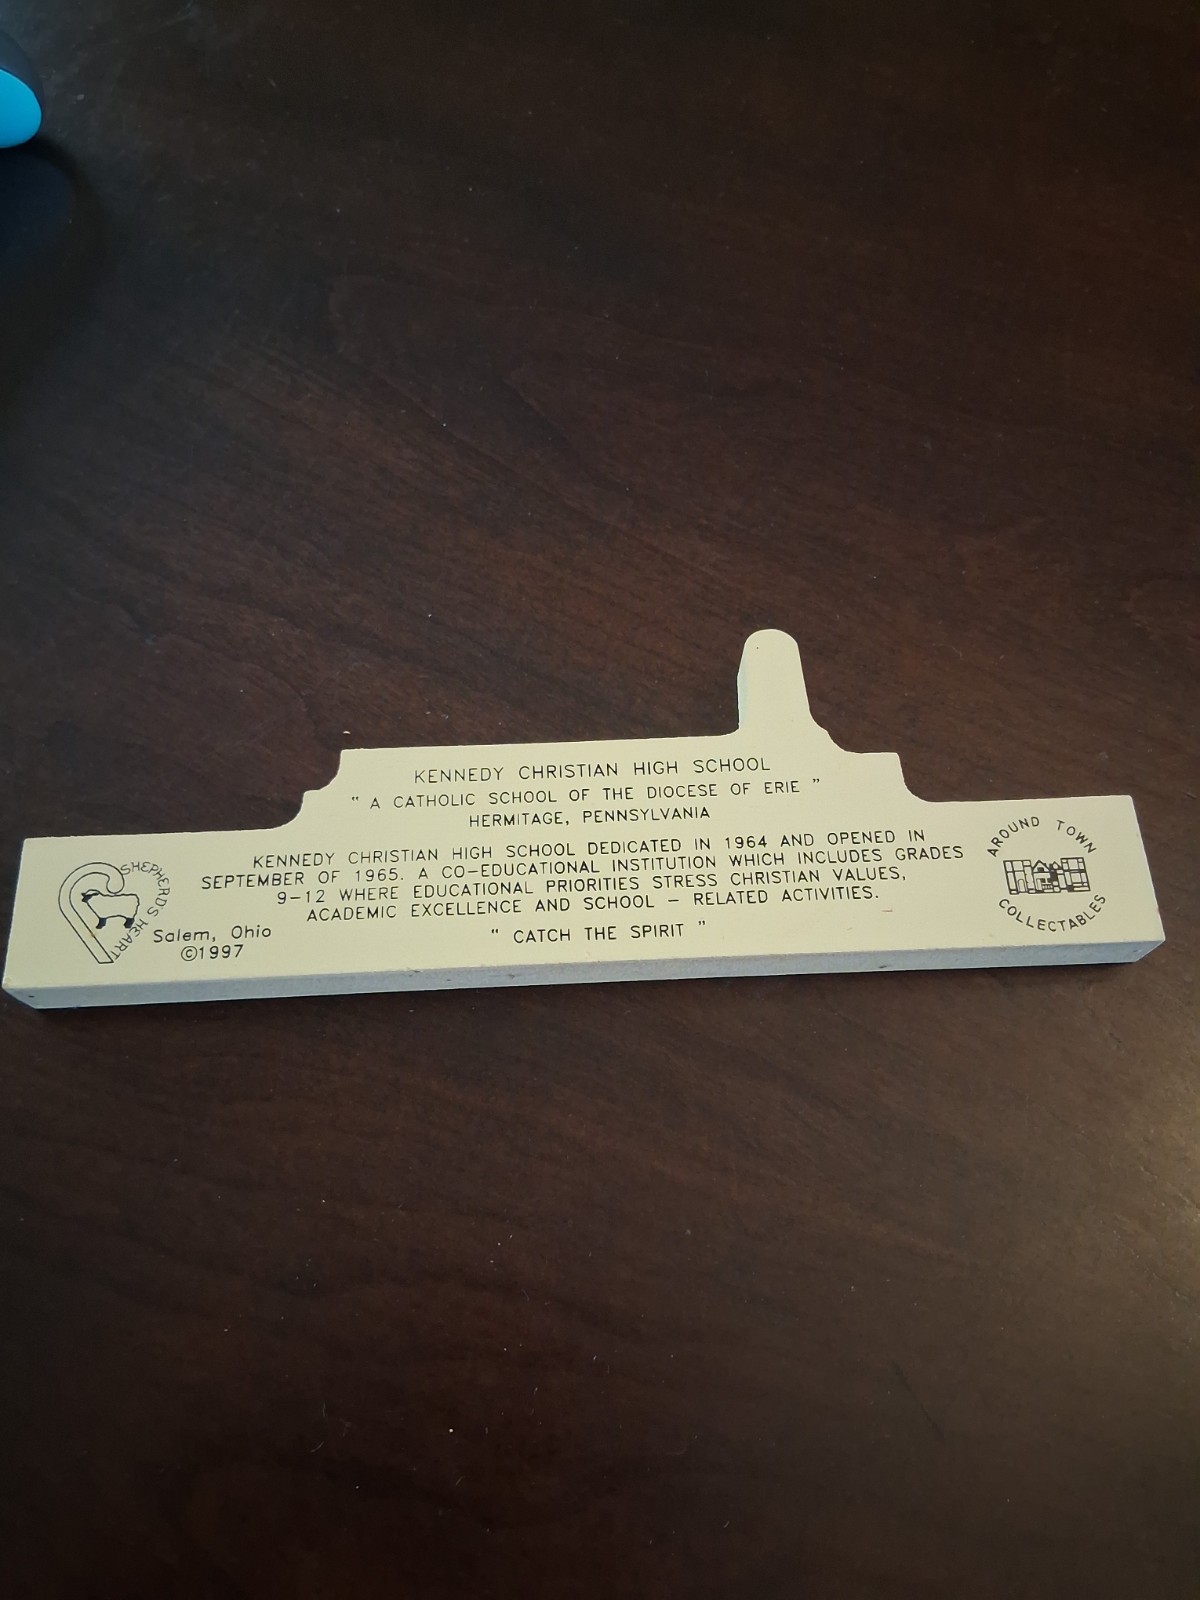 KENNEDY CHRISTIAN HIGH SCHOOL
" A CATHOLIC SCHOOL OF THE DIOCESE OF ERIE "
HERMITAGE, PENNSYLVANIA
KENNEDY CHRISTIAN HIGH SCHOOL DEDICATED IN 1964 AND OPENED IN
SEPTEMBER OF 1965. A CO-EDUCATIONAL INSTITUTION WHICH INCLUDES GRADES
9-12 WHERE EDUCATIONAL PRIORITIES STRESS CHRISTIAN VALUES,
ACADEMIC EXCELLENCE AND SCHOOL - RELATED ACTIVITIES.
" CATCH THE SPIRIT "
SHEPHERD'S HEART
Salem, Ohio
©1997
AROUND TOWN
COLLECTABLES